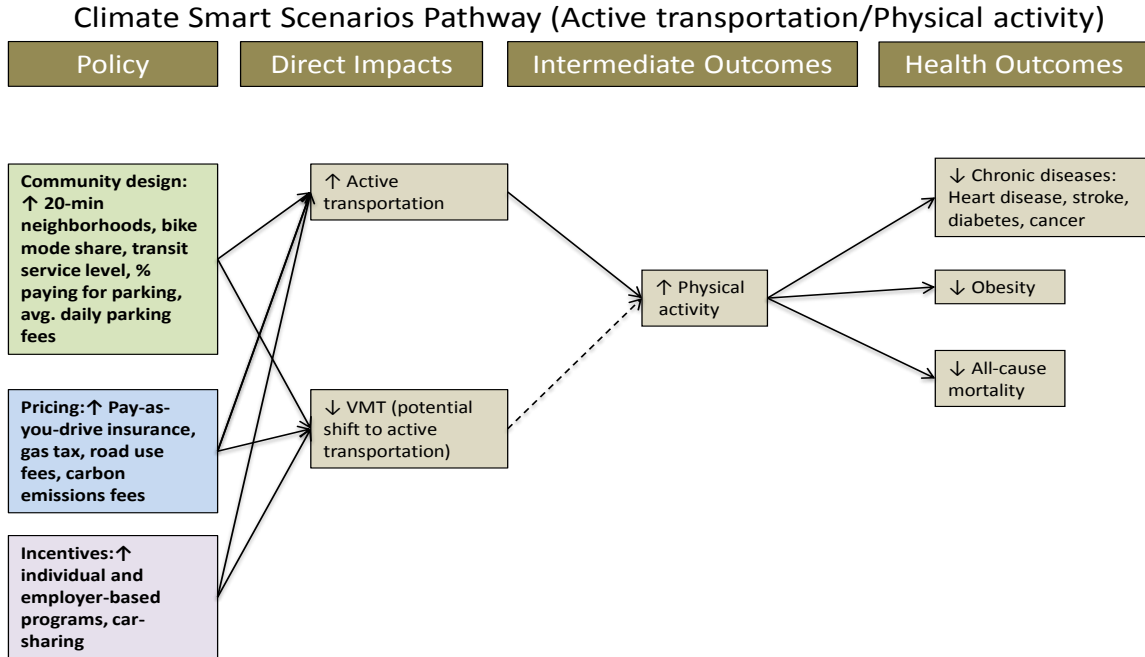 Climate Smart Scenarios Pathway (Active transportation/Physical activity)
Policy
Direct Impacts
Intermediate Outcomes
Health Outcomes
Community design:
↑ 20-min
neighborhoods, bike
mode share, transit
service level, %
paying for parking,
avg. daily parking
fees
Pricing:↑ Pay-as-
you-drive insurance,
gas tax, road use
fees, carbon
emissions fees
Incentives:↑
individual and
employer-based
programs, car-
sharing
↑ Active
transportation
↓ VMT (potential
shift to active
transportation)
↑ Physical
activity
↓ Chronic diseases:
Heart disease, stroke,
diabetes, cancer
↓ Obesity
↓ All-cause
mortality